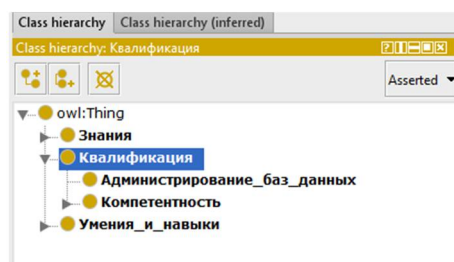 Class hierarchy Class hierarchy (inferred)
Class hierarchy: Квалификация
Asserted
owl:Thing
Знания
Квалификация
Администрирование_баз_данных
Компетентность
Умения_и_навыки